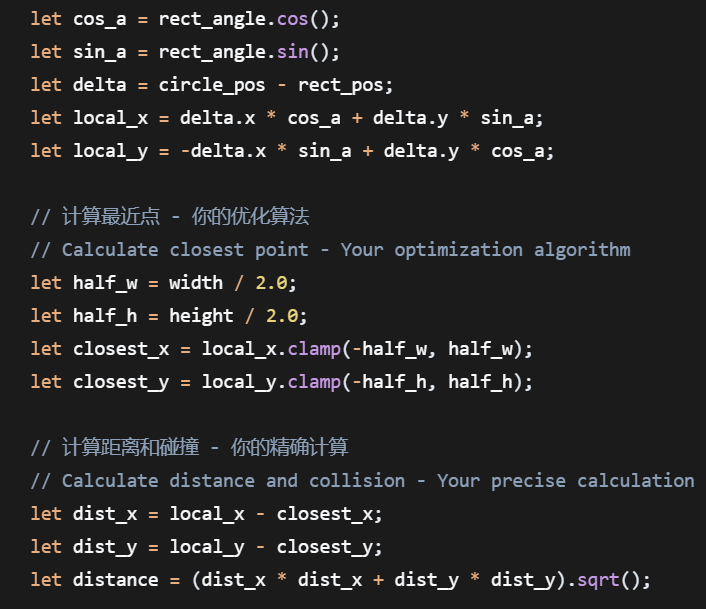 let cos_a = rect_angle.cos();
let sin_a = rect_angle.sin();
let delta = circle_pos - rect_pos;
let local_x = delta.x * cos_a + delta.y * sin_a;
let local_y = -delta.x * sin_a + delta.y * cos_a;
// 计算最近点 - 你的优化算法
// Calculate closest point - Your optimization algorithm
let half_w = width / 2.0;
let half_h = height / 2.0;
let closest_x = local_x.clamp(-half_w, half_w);
let closest_y = local_y.clamp(-half_h, half_h);
// 计算距离和碰撞 - 你的精确计算
// Calculate distance and collision - Your precise calculation
let dist_x = local_x - closest_x;
let dist_y = local_y - closest_y;
let distance = (dist_x * dist_x + dist_y * dist_y).sqrt();